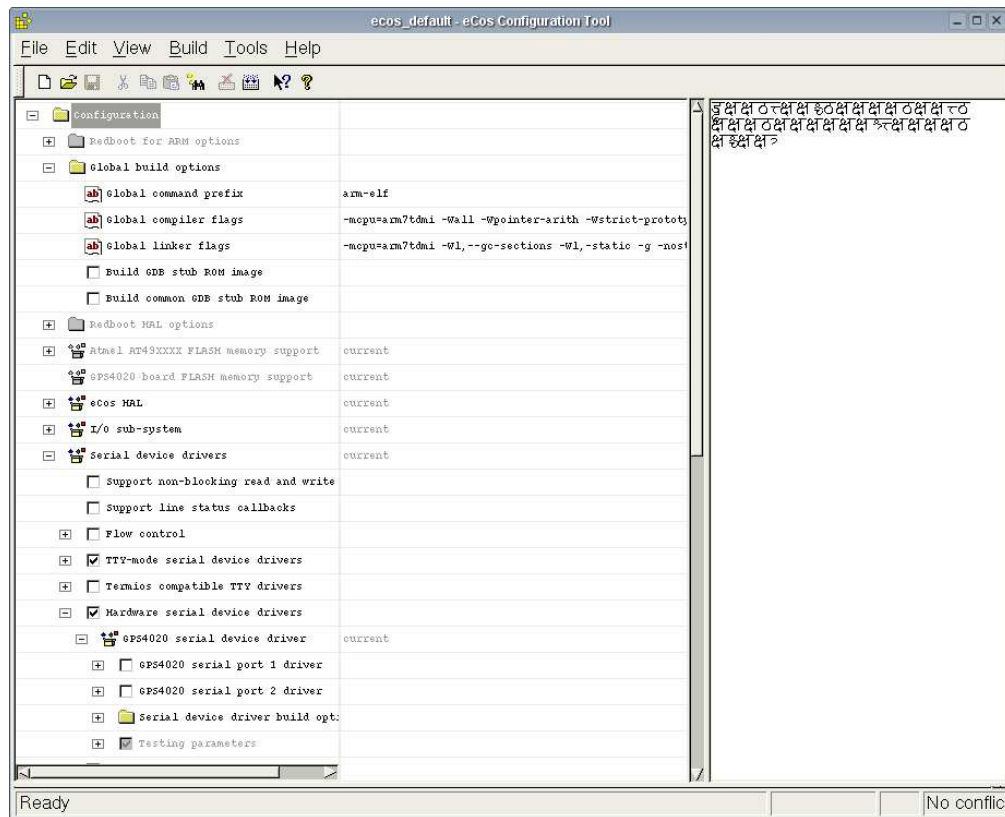 ecos_default - eCos Configuration Tool
File Edit View Build Tools Help
Configuration
Redboot for ARM options
Global build options
Global command prefix arm-elf
Global compiler flags -mcpu=arm7tdmi -Wall -Wpointer-arith -Wstrict-prototy
Global linker flags -mcpu=arm7tdmi -Wl,--gc-sections -Wl,-static -g -nost
Build GDB stub ROM image
Build common GDB stub ROM image
Redboot HAL options
Atmel AT49XXXX FLASH memory support current
GPS4020 board FLASH memory support current
eCos HAL current
I/O sub-system current
Serial device drivers current
Support non-blocking read and write
Support line status callbacks
Flow control
TTY-mode serial device drivers
Termios compatible TTY drivers
Hardware serial device drivers
GPS4020 serial device driver current
GPS4020 serial port 1 driver
GPS4020 serial port 2 driver
Serial device driver build opti
Testing parameters
Ready No conflic